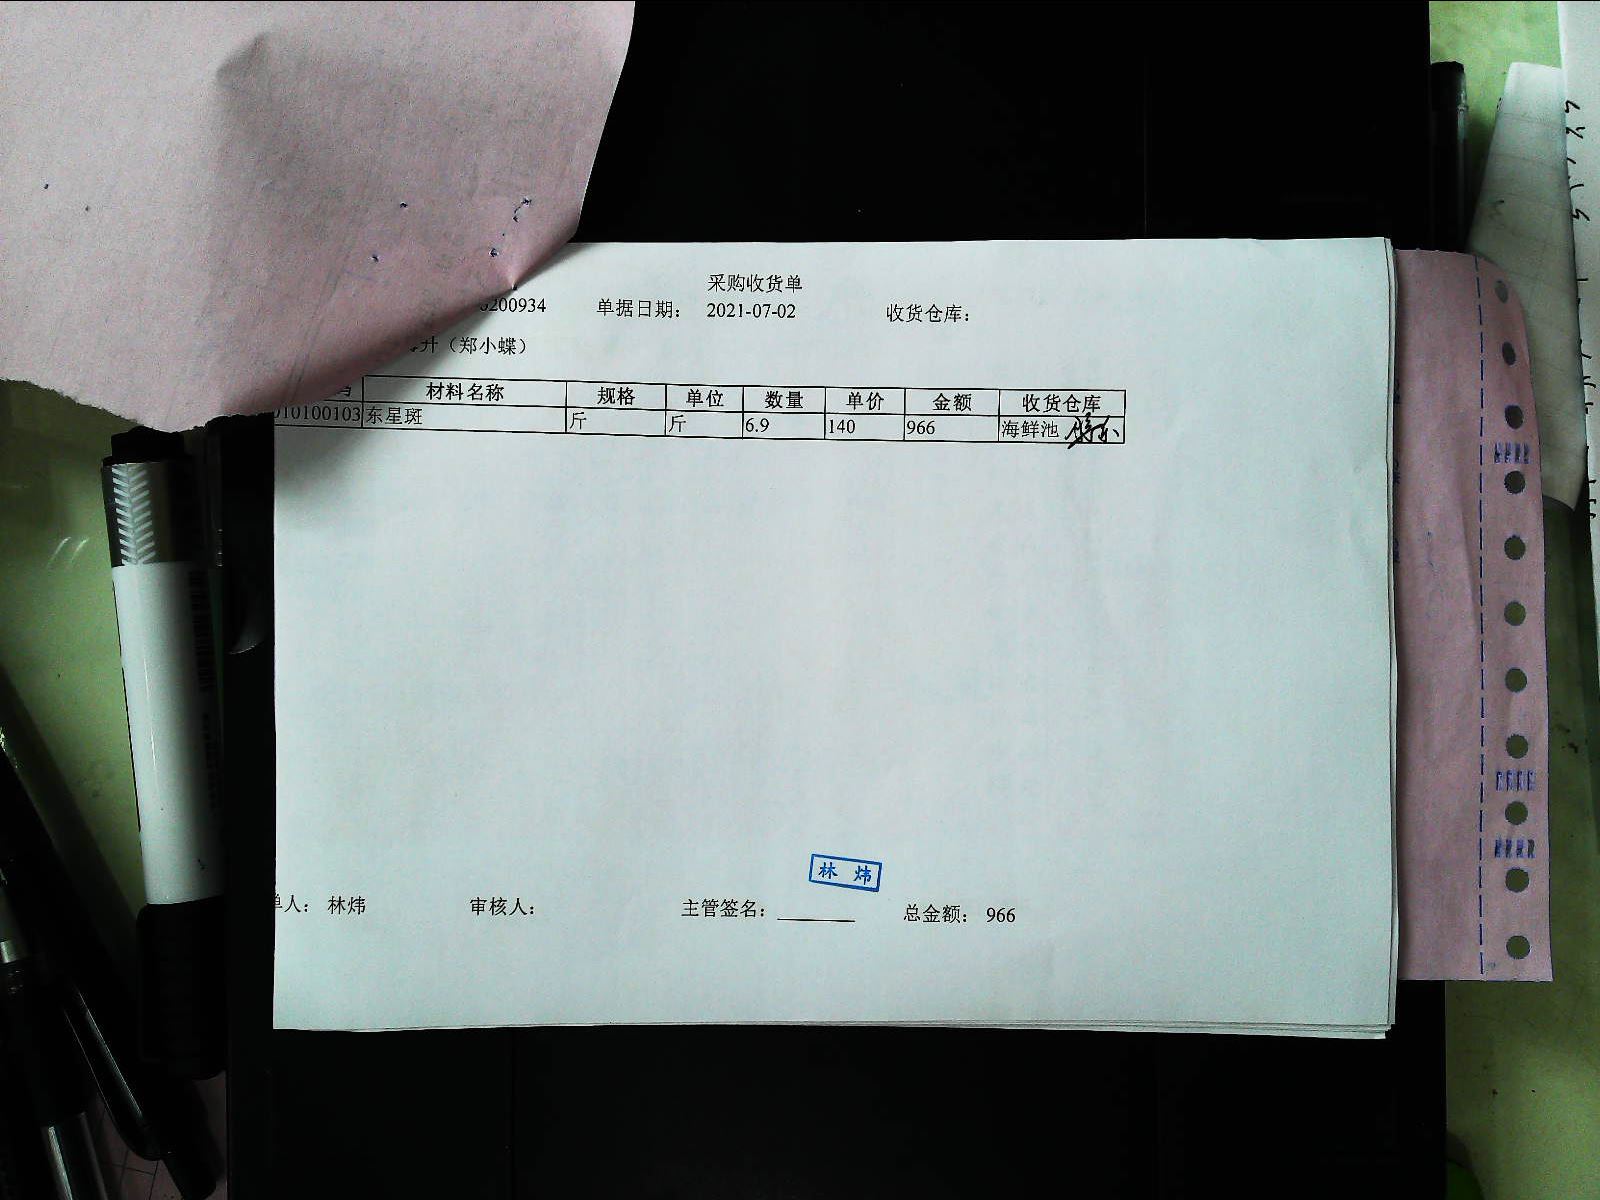 采购收货单
200934 单据日期: 2021-07-02 收货仓库:
升（郑小蝶）
材料名称 规格 单位 数量 单价 金额 收货仓库
010100103 东星斑 斤 斤 6.9 140 966 海鲜池
林 炜
单人: 林炜 审核人: 主管签名: 总金额: 966